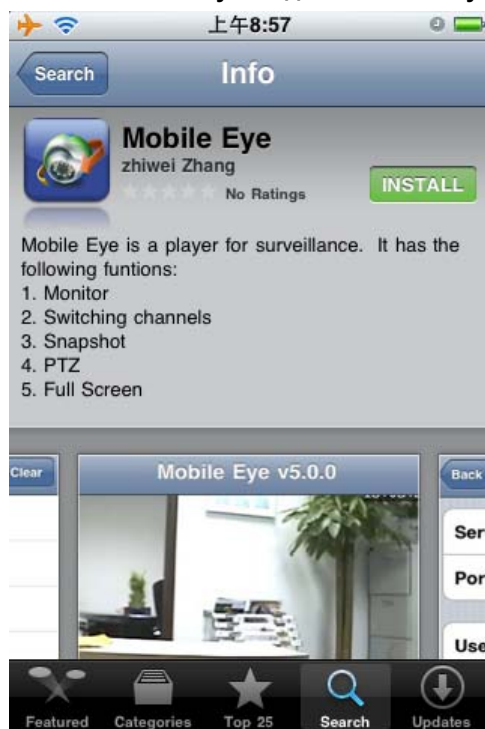 上午8:57
Search
Info
Mobile Eye
zhiwei Zhang
No Ratings
INSTALL
Mobile Eye is a player for surveillance. It has the
following funtions:
1. Monitor
2. Switching channels
3. Snapshot
4. PTZ
5. Full Screen
Clear
Mobile Eye v5.0.0
Back
Ser
Por
Use
Featured
Categories
Top 25
Search
Updates